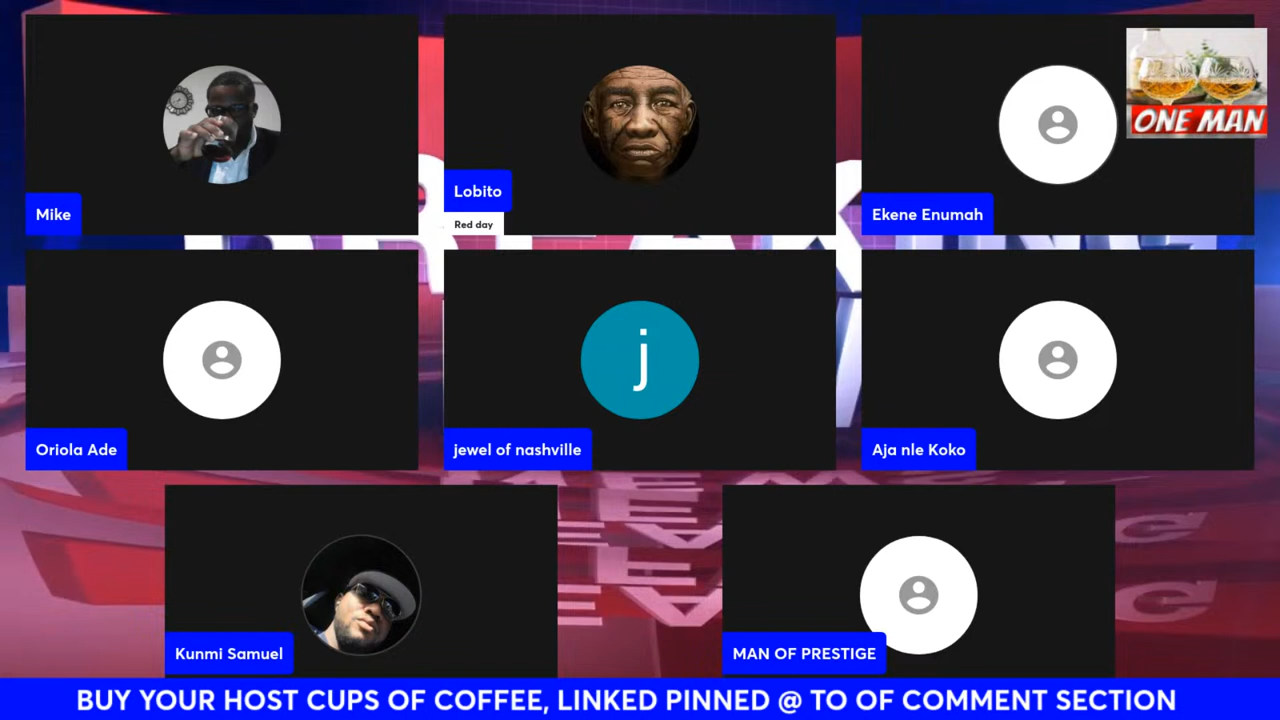 ONE MAN
Mike
Lobito
Red day
Ekene Enumah
BREAKING
Oriola Ade
jewel of nashville
j
Aja nle Koko
Kunmi Samuel
MAN OF PRESTIGE
BUY YOUR HOST CUPS OF COFFEE, LINKED PINNED @ TO OF COMMENT SECTION